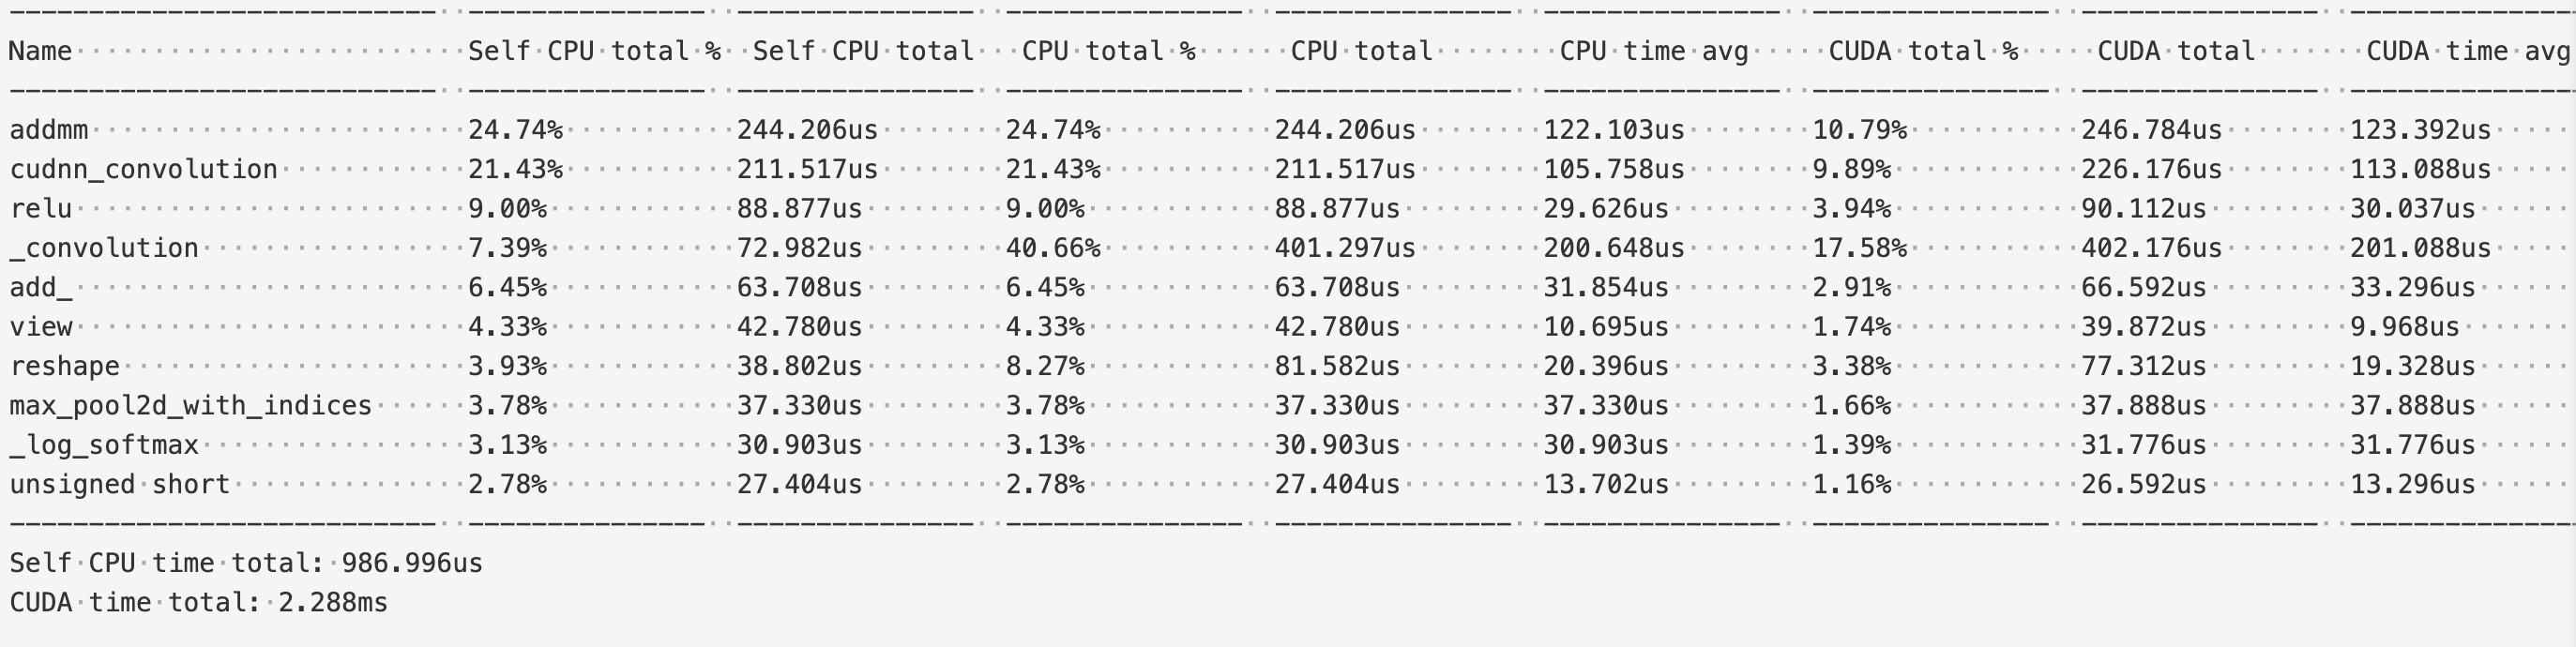 ---------------------------  ---------------  ---------------  ---------------  ---------------  ---------------  ---------------  ---------------  ---------------
Name                         Self CPU total %  Self CPU total   CPU total %      CPU total        CPU time avg     CUDA total %     CUDA total       CUDA time avg
---------------------------  ---------------  ---------------  ---------------  ---------------  ---------------  ---------------  ---------------  ---------------
addmm                        24.74%           244.206us        24.74%           244.206us        122.103us        10.79%           246.784us        123.392us
cudnn_convolution            21.43%           211.517us        21.43%           211.517us        105.758us        9.89%            226.176us        113.088us
relu                         9.00%            88.877us         9.00%            88.877us         29.626us         3.94%            90.112us         30.037us
_convolution                 7.39%            72.982us         40.66%           401.297us        200.648us        17.58%           402.176us        201.088us
add_                         6.45%            63.708us         6.45%            63.708us         31.854us         2.91%            66.592us         33.296us
view                         4.33%            42.780us         4.33%            42.780us         10.695us         1.74%            39.872us         9.968us
reshape                      3.93%            38.802us         8.27%            81.582us         20.396us         3.38%            77.312us         19.328us
max_pool2d_with_indices      3.78%            37.330us         3.78%            37.330us         37.330us         1.66%            37.888us         37.888us
_log_softmax                 3.13%            30.903us         3.13%            30.903us         30.903us         1.39%            31.776us         31.776us
unsigned short               2.78%            27.404us         2.78%            27.404us         13.702us         1.16%            26.592us         13.296us
---------------------------  ---------------  ---------------  ---------------  ---------------  ---------------  ---------------  ---------------  ---------------
Self CPU time total: 986.996us
CUDA time total: 2.288ms